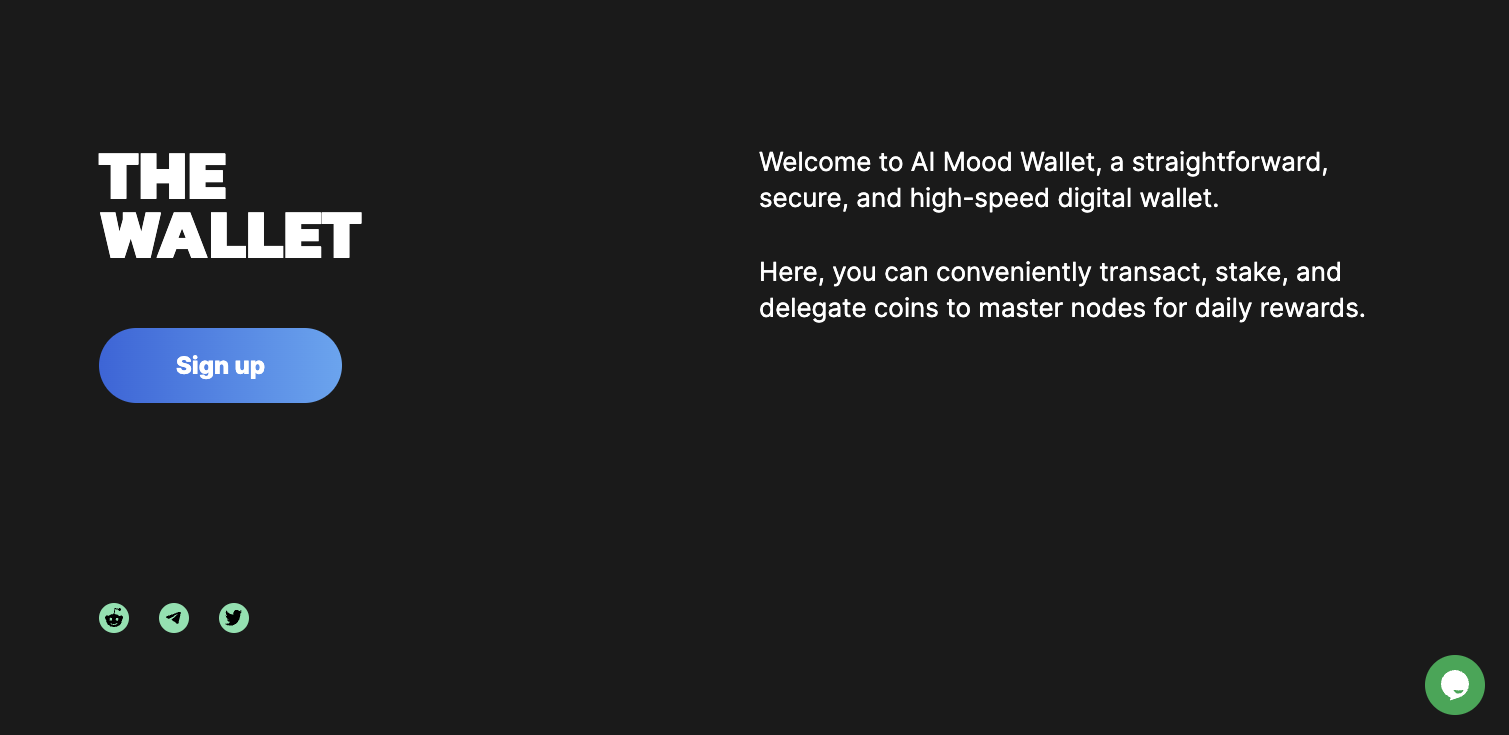 THE
WALLET
Sign up
Welcome to AI Mood Wallet, a straightforward,
secure, and high-speed digital wallet.
Here, you can conveniently transact, stake, and
delegate coins to master nodes for daily rewards.